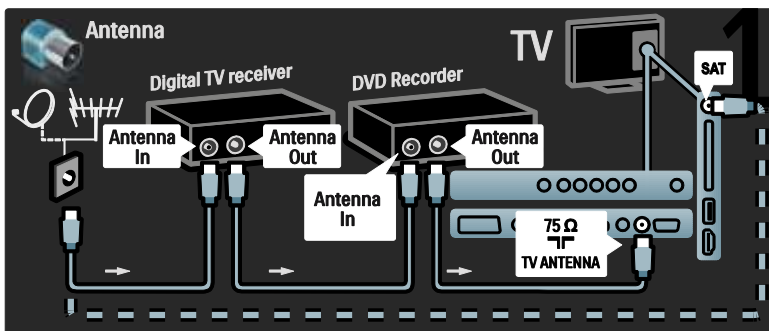 Antenna
TV
1
Digital TV receiver
DVD Recorder
SAT
Antenna
In
Antenna
Out
Antenna
In
Antenna
Out
75 Ω
TV ANTENNA